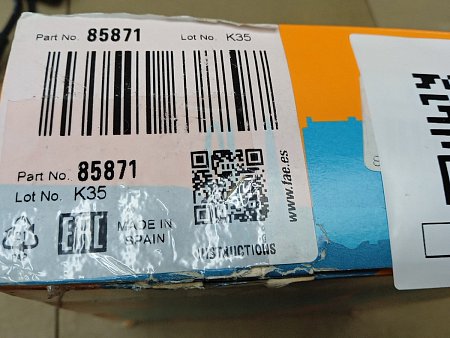 Part No. 85871 Lot No. K35
Part No. 85871
Lot No. K35
www.fae.es
EAC MADE IN
SPAIN
INSTRUCTIONS